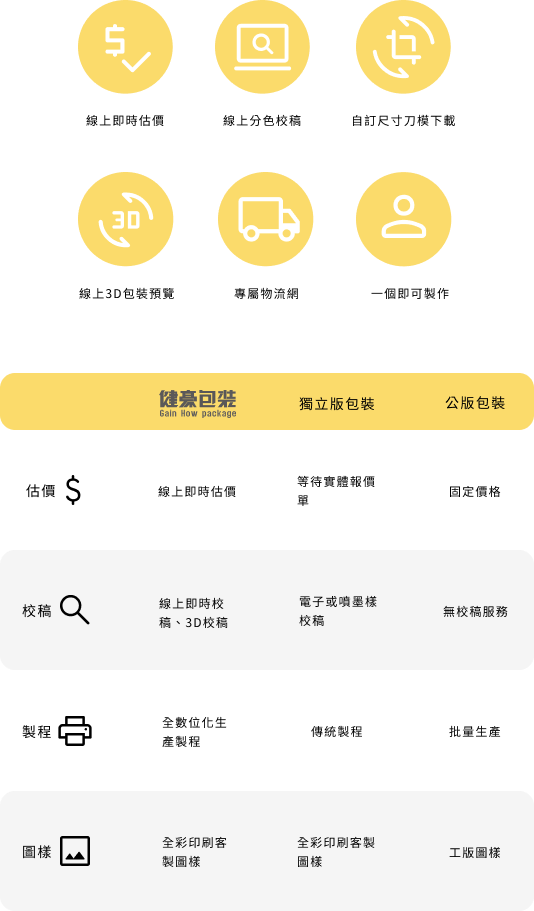 線上即時估價
線上分色校稿
自訂尺寸刀模下載
3D
線上3D包裝預覽
專屬物流網
一個即可製作
健豪包裝
Gain How package
獨立版包裝
公版包裝
估價
$
線上即時估價
等待實體報價
單
固定價格
校稿
線上即時校
稿、3D校稿
電子或噴墨樣
校稿
無校稿服務
製程
全數位化生
產製程
傳統製程
批量生產
圖樣
全彩印刷客
製圖樣
全彩印刷客製
圖樣
工版圖樣